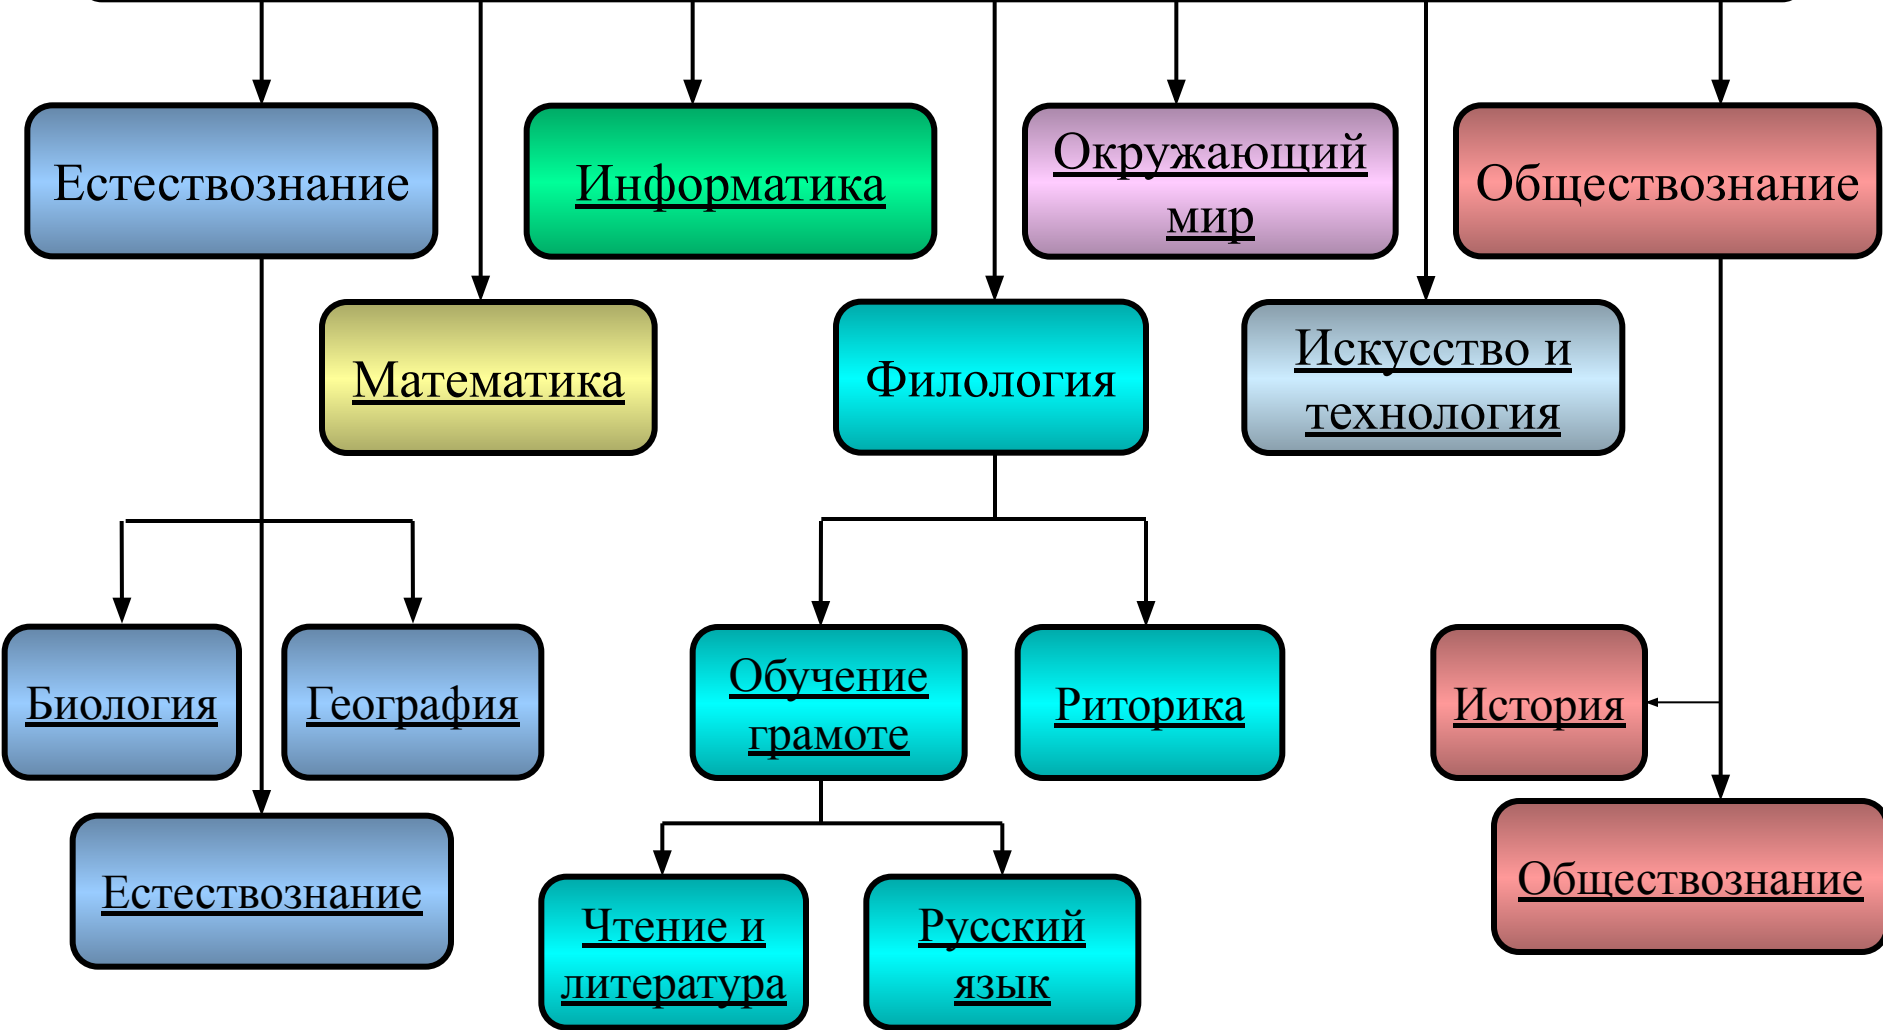 Естествознание
Информатика
Окружающий
мир
Обществознание
Математика
Филология
Искусство и
технология
Биология
География
Обучение
грамоте
Риторика
История
Естествознание
Чтение и
литература
Русский
язык
Обществознание